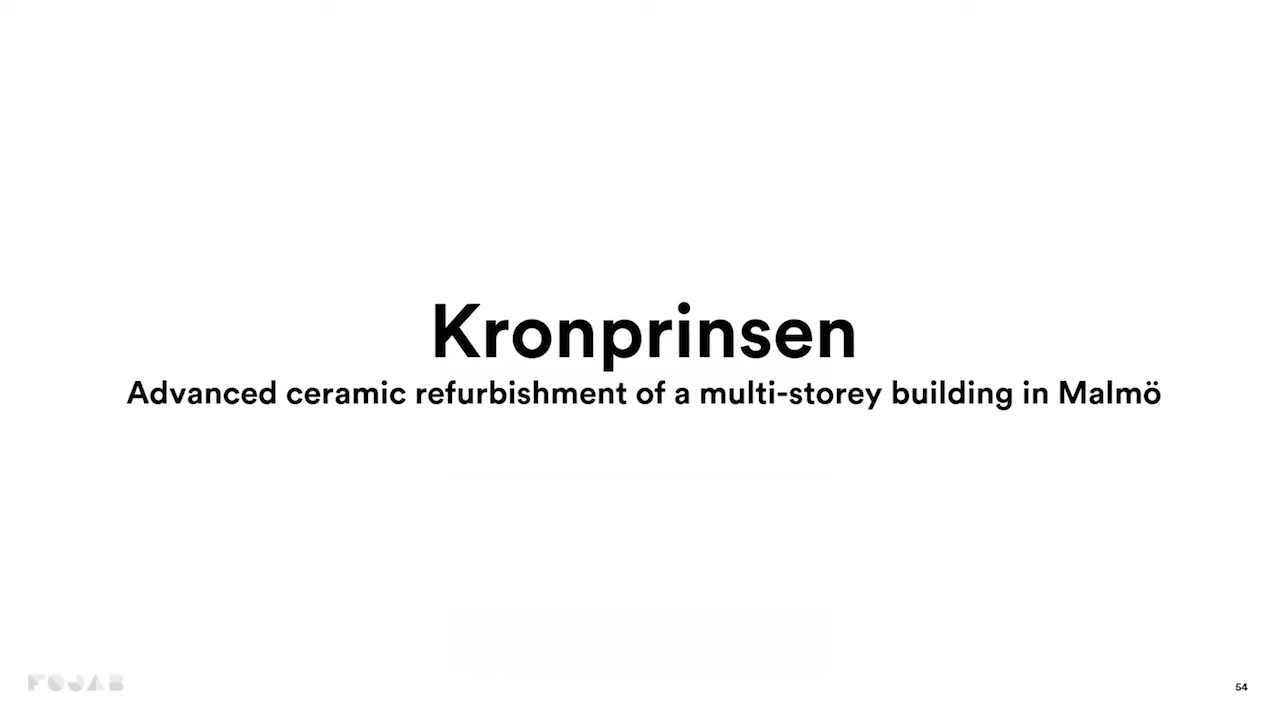 Kronprinsen
Advanced ceramic refurbishment of a multi-storey building in Malmö
FOJAB
54